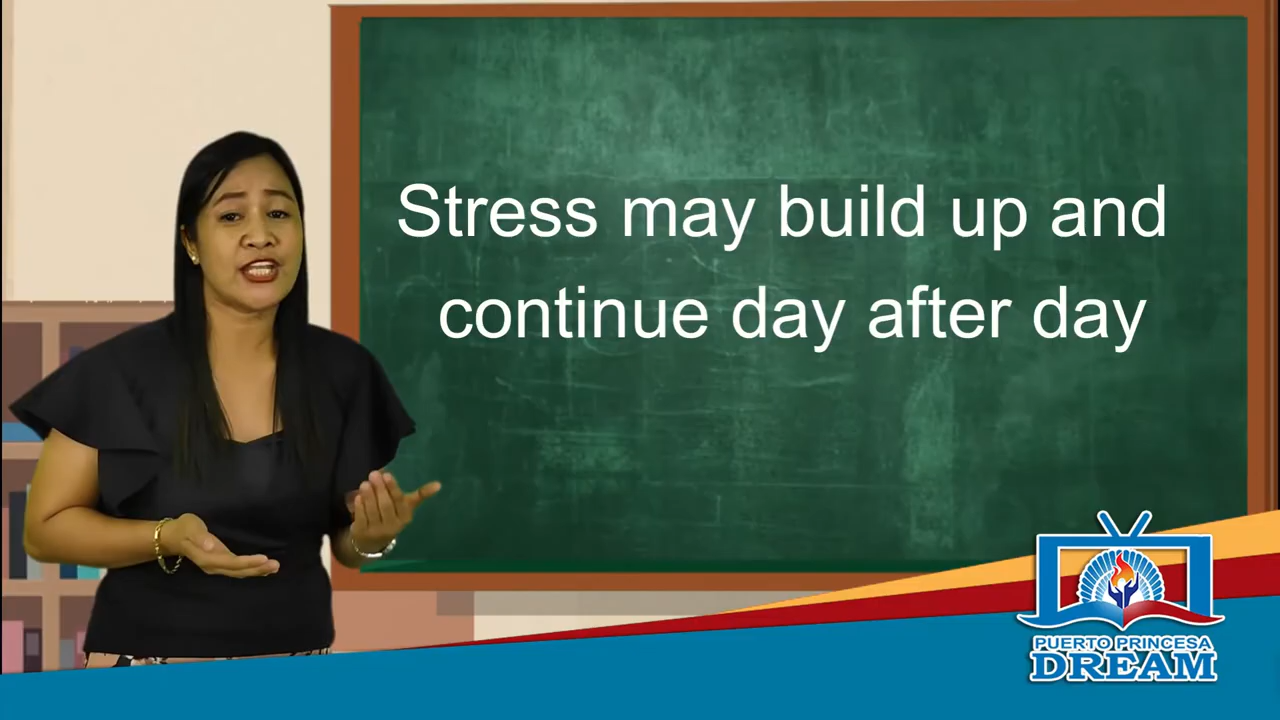 Stress may build up and
continue day after day
PUERTO PRINCESA
DREAM